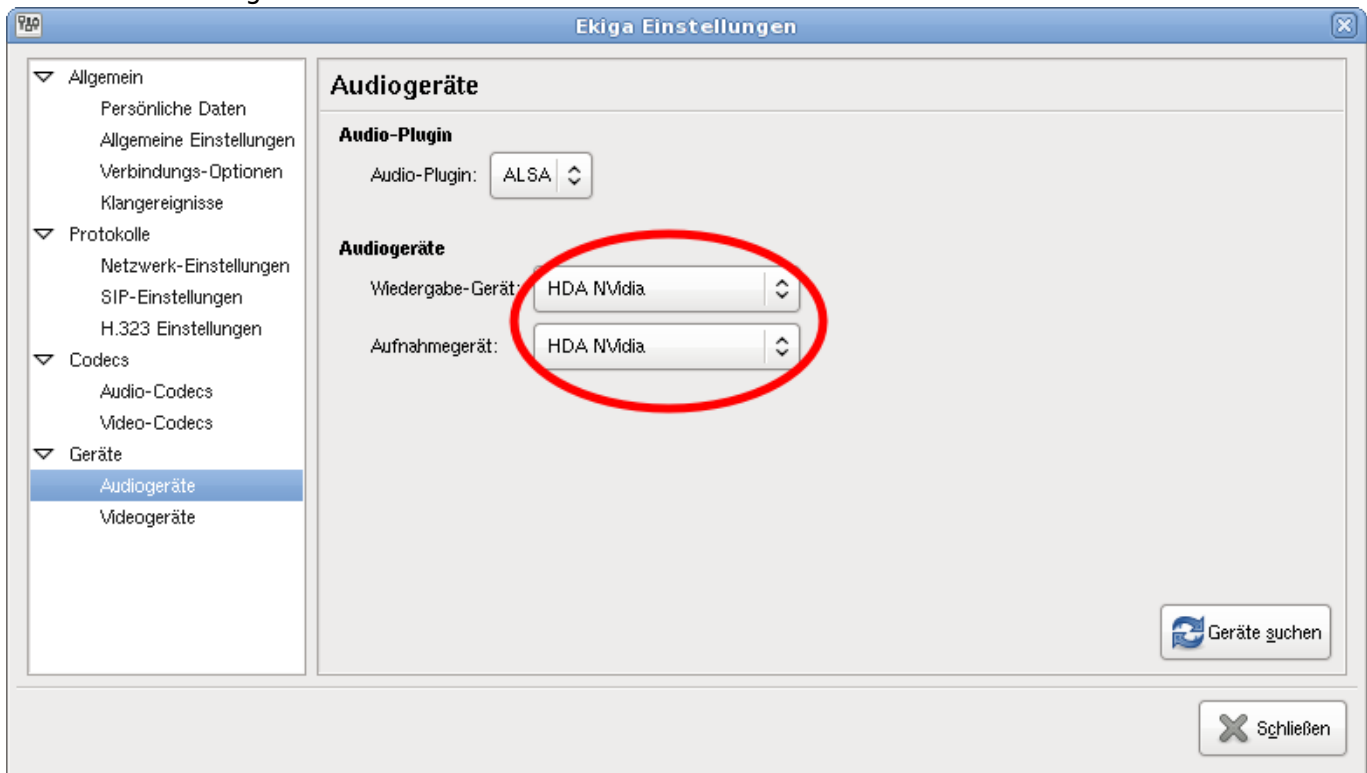 Ekiga Einstellungen
Allgemein
Persönliche Daten
Allgemeine Einstellungen
Verbindungs-Optionen
Klangereignisse
Protokolle
Netzwerk-Einstellungen
SIP-Einstellungen
H.323 Einstellungen
Codecs
Audio-Codecs
Video-Codecs
Geräte
Audiogeräte
Videogeräte
Audiogeräte
Audio-Plugin
Audio-Plugin: ALSA
Audiogeräte
Wiedergabe-Gerät: HDA NVidia
Aufnahmegerät: HDA NVidia
Geräte suchen
Schließen